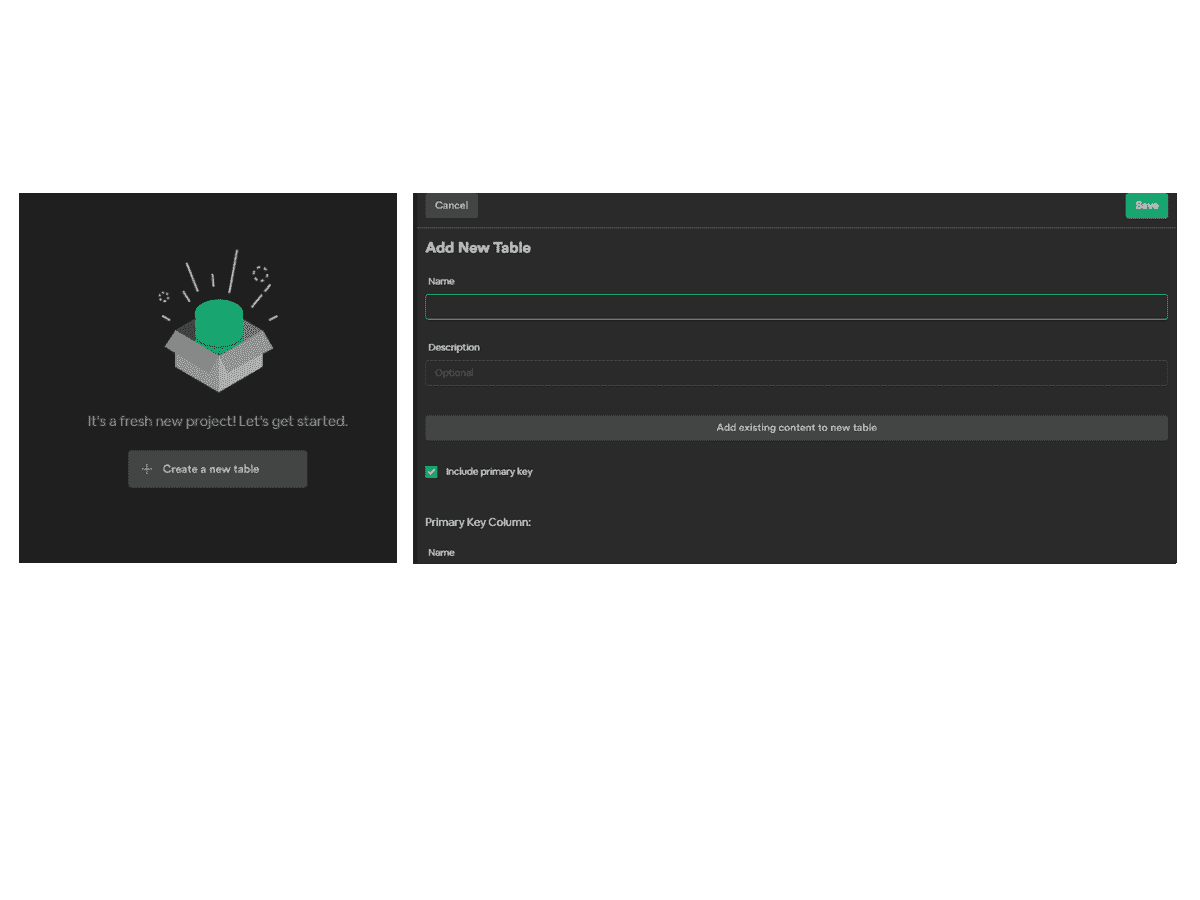 It's a fresh new project! Let's get started.
Create a new table
Cancel
Save
Add New Table
Name
Description
Optional
Add existing content to new table
Include primary key
Primary Key Column:
Name